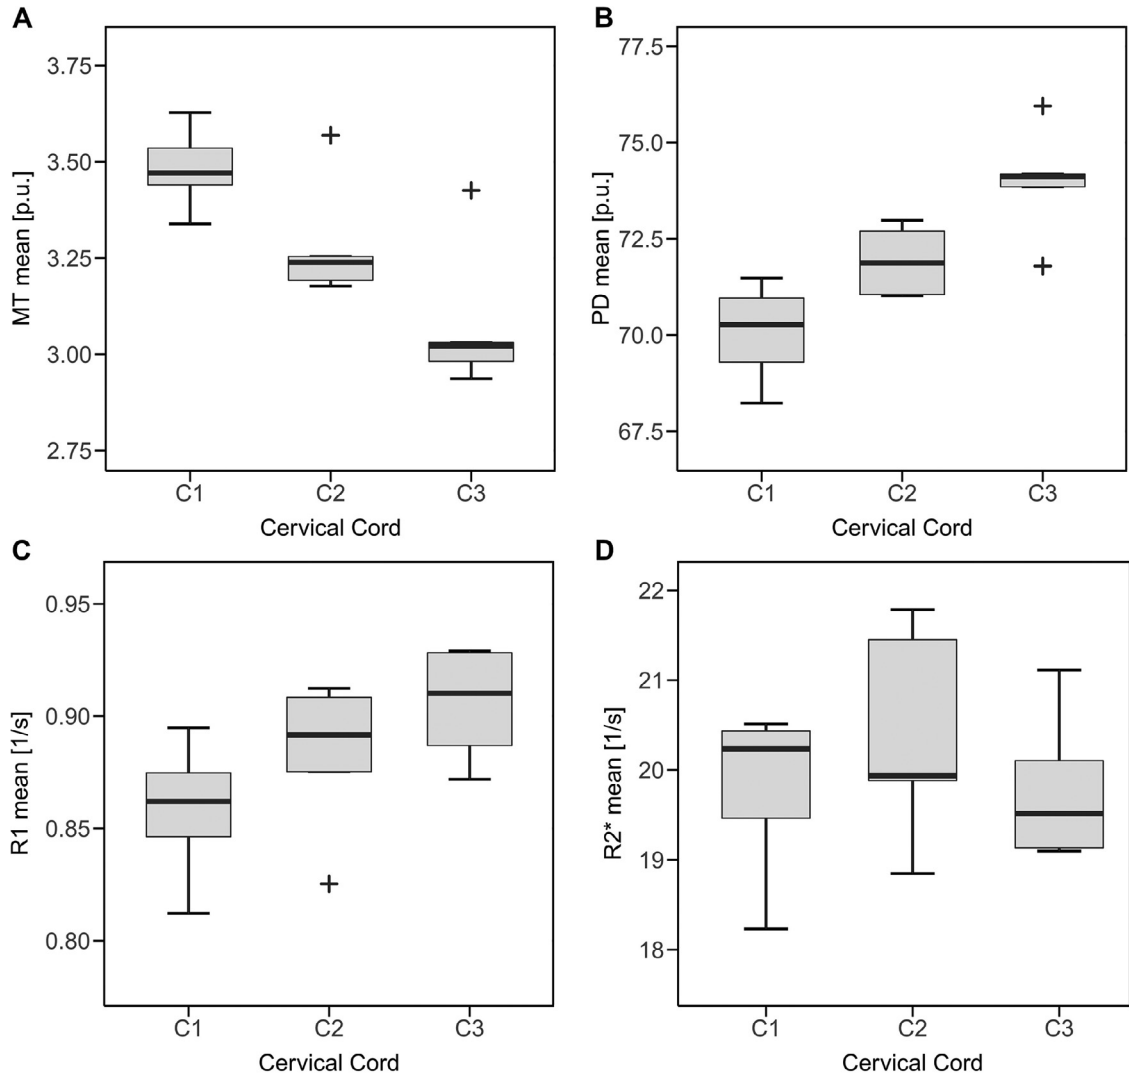 A
MT mean [p.u.]
3.75
3.50
3.25
3.00
2.75
C1 C2 C3
Cervical Cord
B
PD mean [p.u.]
77.5
75.0
72.5
70.0
67.5
C1 C2 C3
Cervical Cord
C
R1 mean [1/s]
0.95
0.90
0.85
0.80
C1 C2 C3
Cervical Cord
D
R2* mean [1/s]
22
21
20
19
18
C1 C2 C3
Cervical Cord